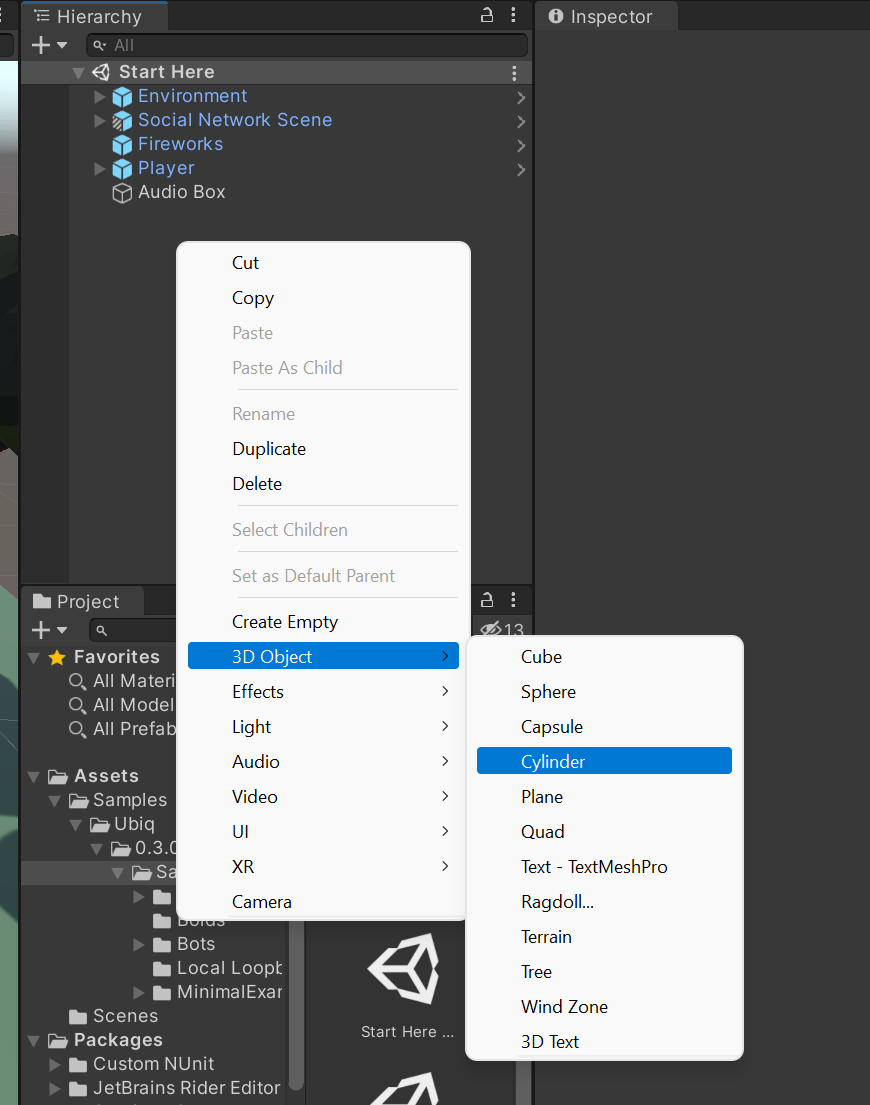 Hierarchy
Inspector
All
Start Here
Environment
Social Network Scene
Fireworks
Player
Audio Box
Cut
Copy
Paste
Paste As Child
Rename
Duplicate
Delete
Select Children
Set as Default Parent
Create Empty
3D Object
Effects
Light
Audio
Video
UI
XR
Camera
Cube
Sphere
Capsule
Cylinder
Plane
Quad
Text - TextMeshPro
Ragdoll...
Terrain
Tree
Wind Zone
3D Text
Project
13
Favorites
All Materi
All Model
All Prefab
Assets
Samples
Ubiq
0.3.0
Sa
Bots
Local Loopb
MinimalExar
Scenes
Packages
Custom NUnit
JetBrains Rider Editor
Start Here ...